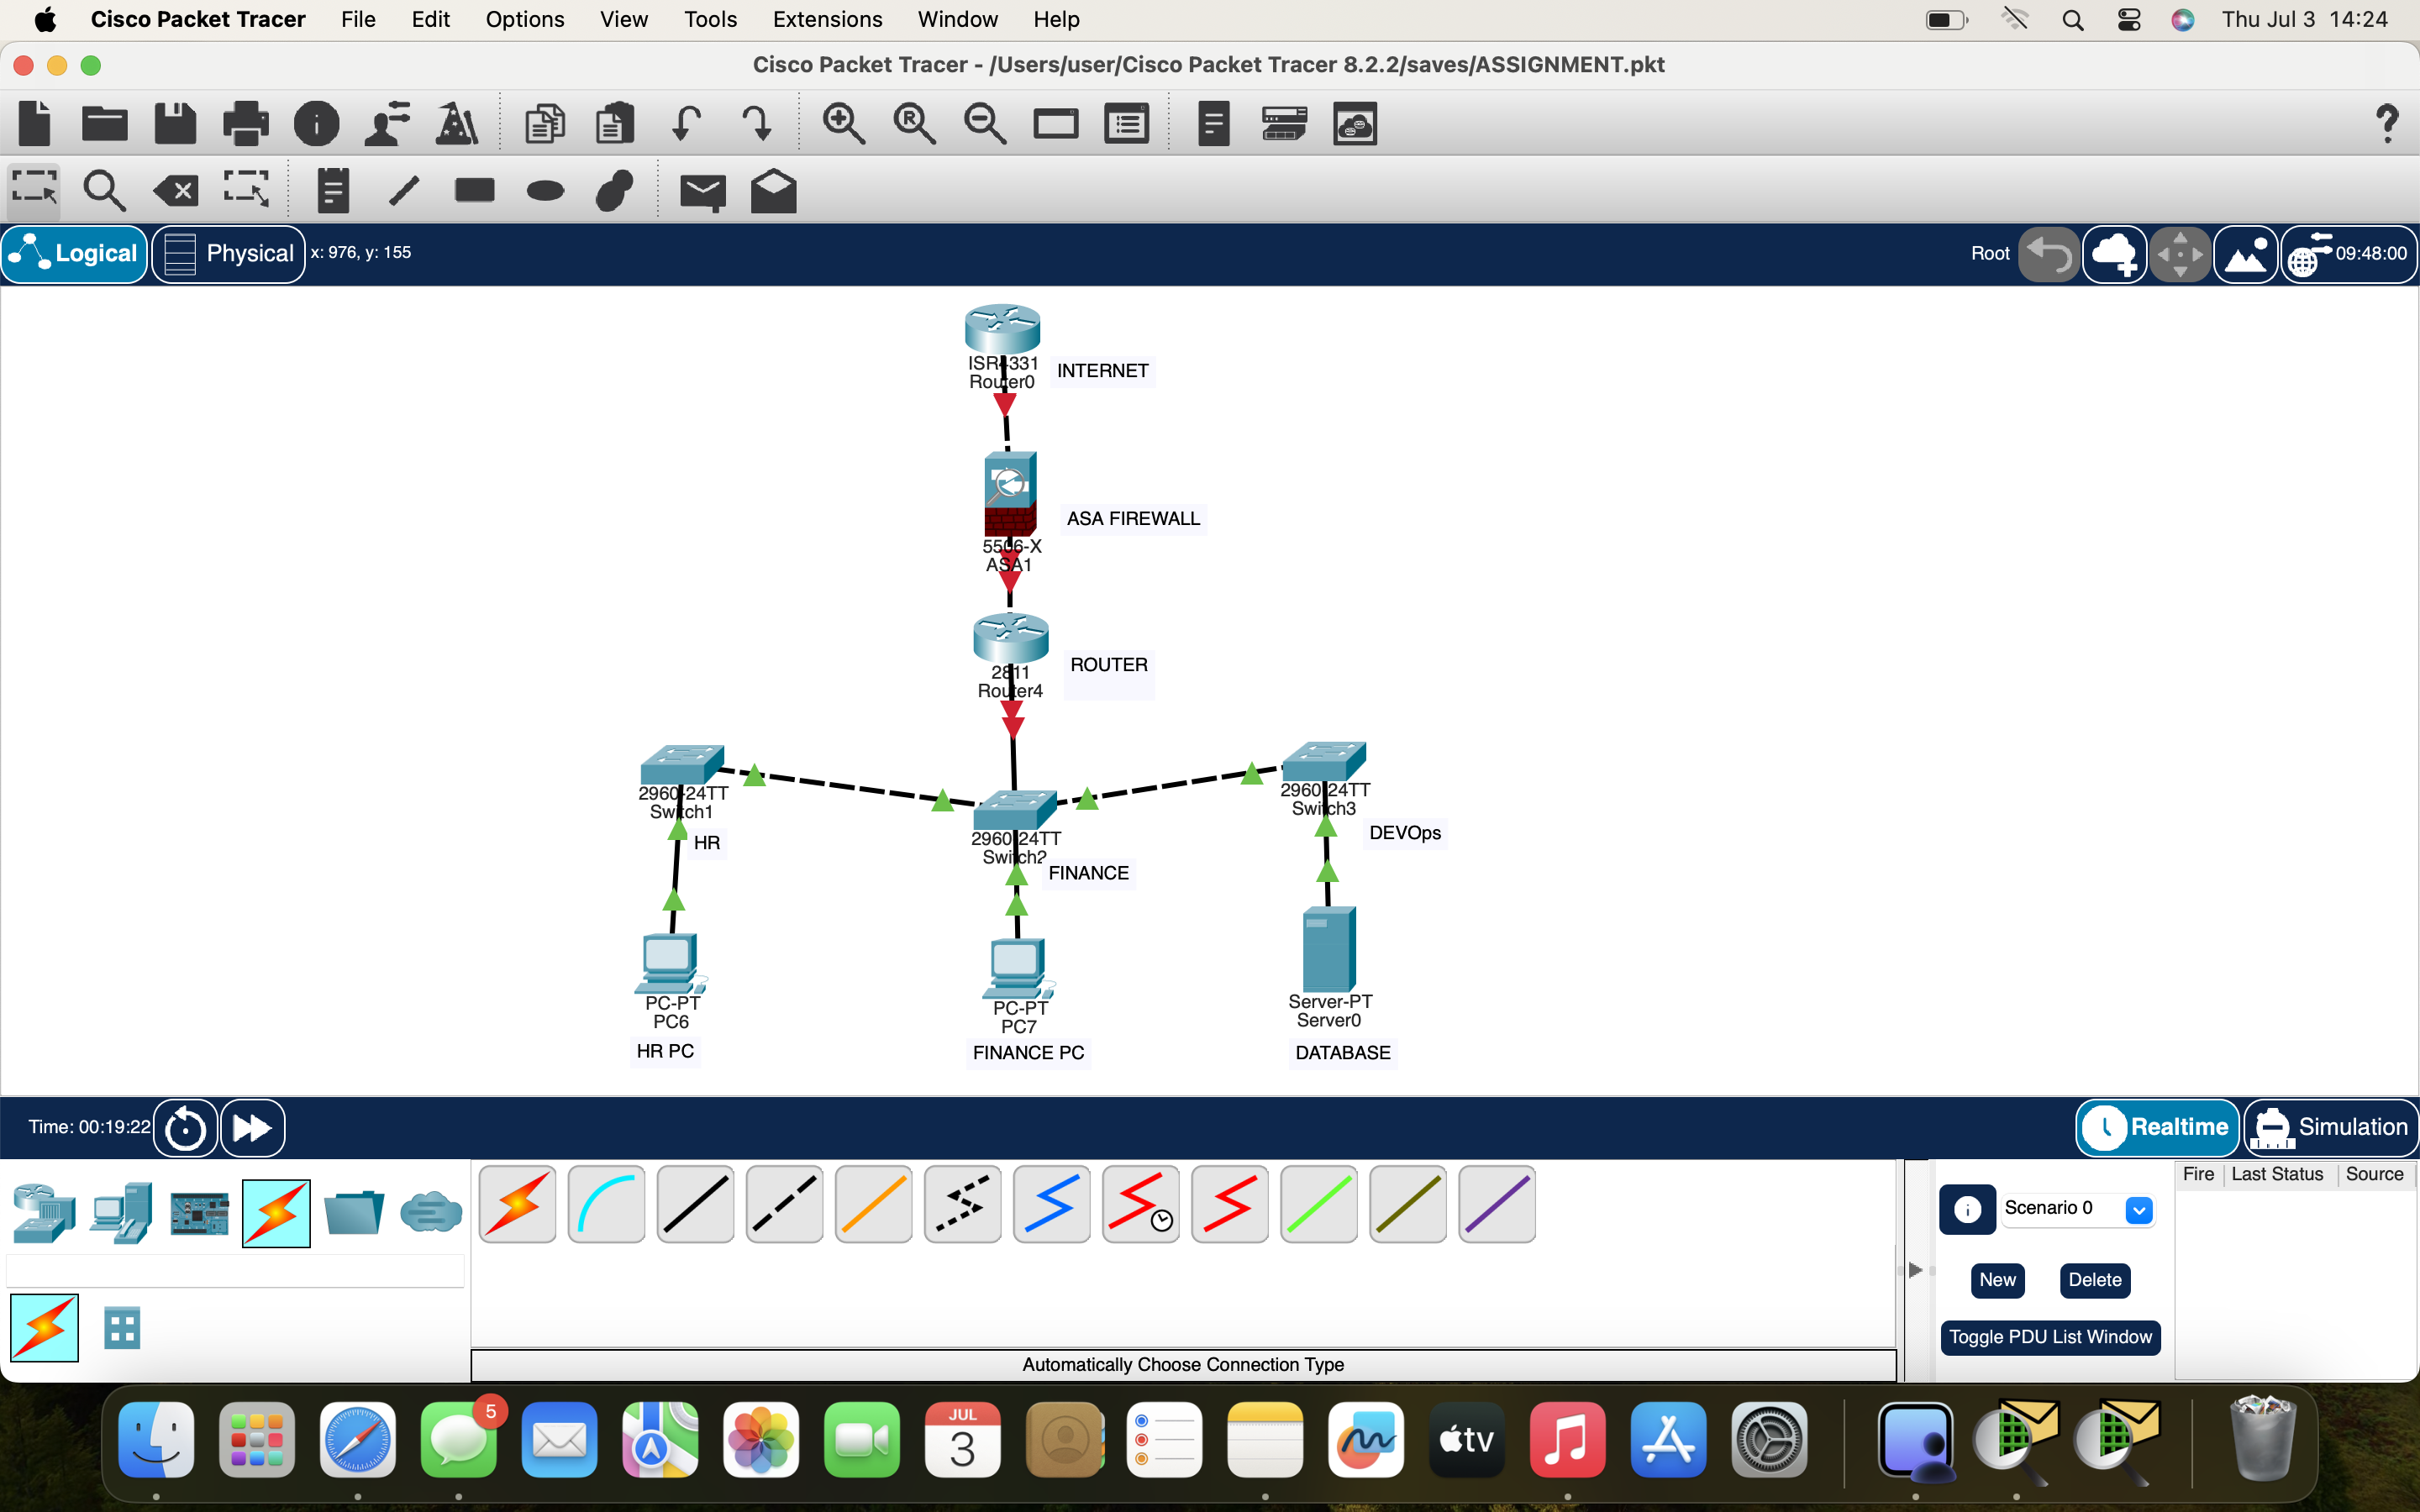 Cisco Packet Tracer File Edit Options View Tools Extensions Window Help Thu Jul 3 14:24
Cisco Packet Tracer - /Users/user/Cisco Packet Tracer 8.2.2/saves/ASSIGNMENT.pkt
Logical Physical x: 976, y: 155 Root 09:48:00
ISR4331
Router0
INTERNET
ASA FIREWALL
5506-X
ASA1
ROUTER
2811
Router4
2960-24TT
Switch1
HR
2960-24TT
Switch3
DEVOps
2960-24TT
Switch2
FINANCE
PC-PT
PC6
HR PC
PC-PT
PC7
FINANCE PC
Server-PT
Server0
DATABASE
Time: 00:19:22 Realtime Simulation
Fire Last Status Source
Scenario 0
New Delete
Toggle PDU List Window
Automatically Choose Connection Type
5
JUL
3
tv